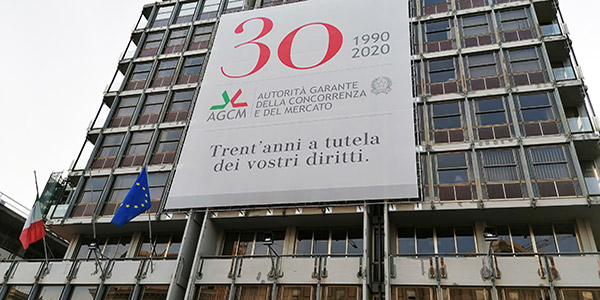 30 1990
2020
AGCM
AUTORITÀ GARANTE
DELLA CONCORRENZA
E DEL MERCATO
Trent'anni a tutela
dei vostri diritti.